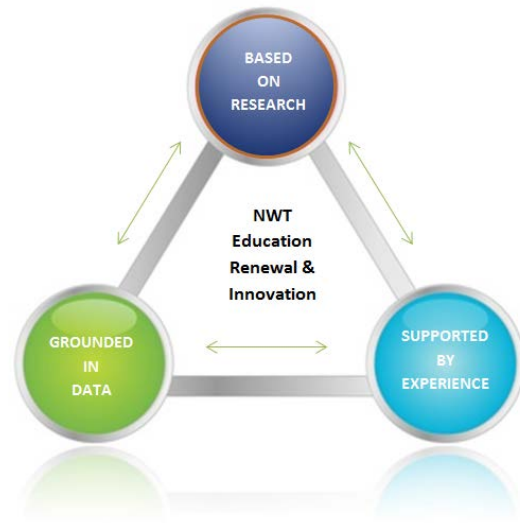 BASED
ON
RESEARCH
NWT
Education
Renewal &
Innovation
GROUNDED
IN
DATA
SUPPORTED
BY
EXPERIENCE